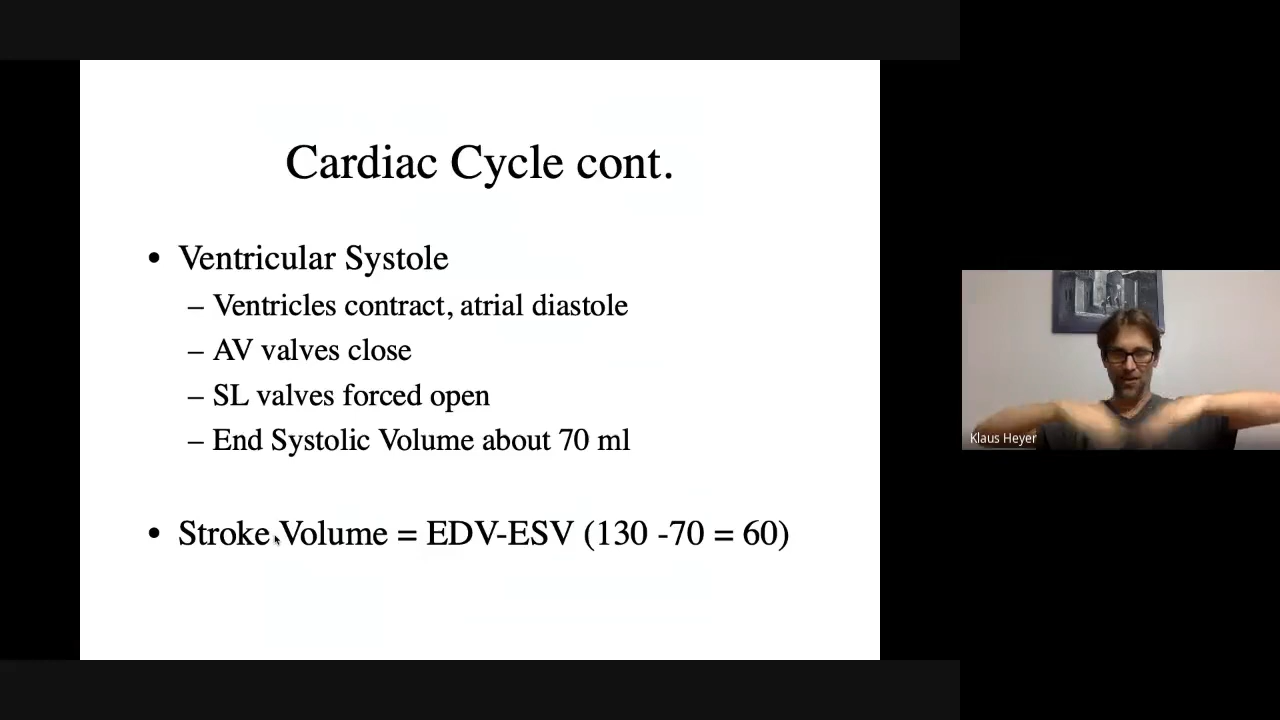 Cardiac Cycle cont.
• Ventricular Systole
– Ventricles contract, atrial diastole
– AV valves close
– SL valves forced open
– End Systolic Volume about 70 ml
• Stroke Volume = EDV-ESV (130 -70 = 60)
Klaus Heyer